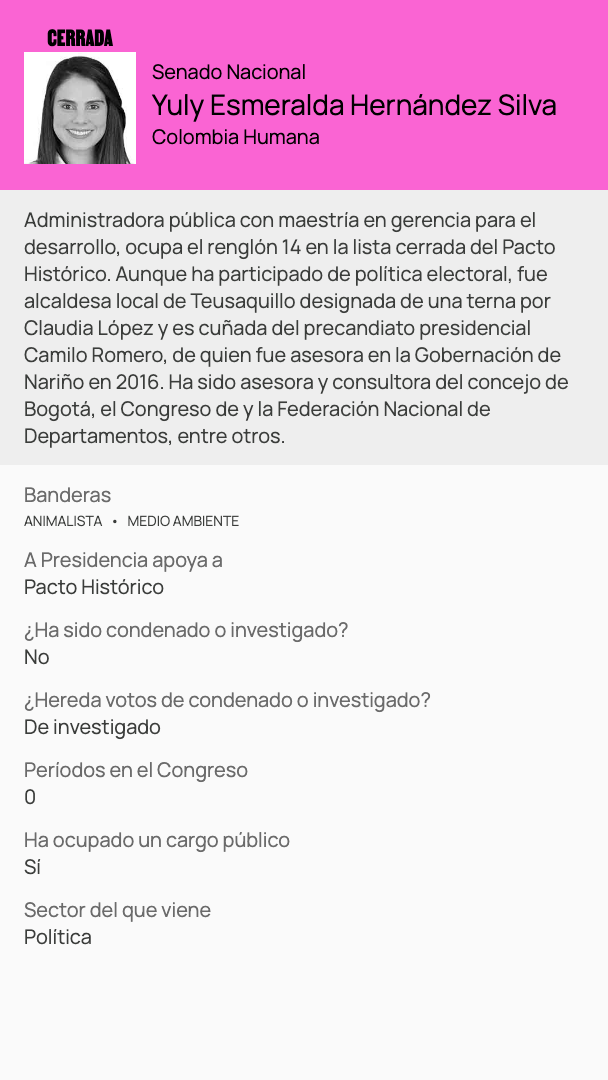 CERRADA
Senado Nacional
Yuly Esmeralda Hernández Silva
Colombia Humana
Administradora pública con maestría en gerencia para el
desarrollo, ocupa el renglón 14 en la lista cerrada del Pacto
Histórico. Aunque ha participado de política electoral, fue
alcaldesa local de Teusaquillo designada de una terna por
Claudia López y es cuñada del precandiato presidencial
Camilo Romero, de quien fue asesora en la Gobernación de
Nariño en 2016. Ha sido asesora y consultora del concejo de
Bogotá, el Congreso de y la Federación Nacional de
Departamentos, entre otros.
Banderas
ANIMALISTA • MEDIO AMBIENTE
A Presidencia apoya a
Pacto Histórico
¿Ha sido condenado o investigado?
No
¿Hereda votos de condenado o investigado?
De investigado
Períodos en el Congreso
0
Ha ocupado un cargo público
Sí
Sector del que viene
Política